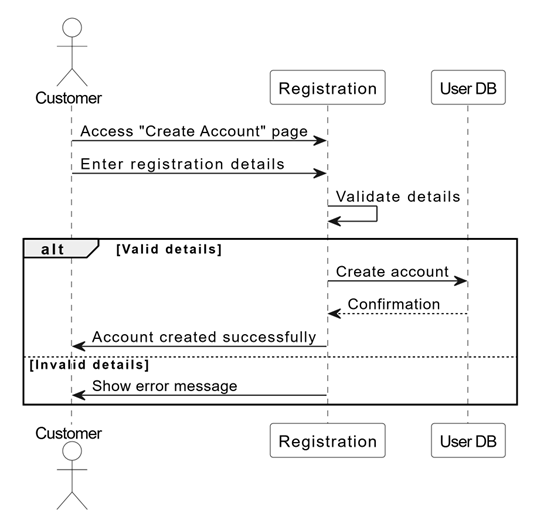 Customer
Registration
User DB
Access "Create Account" page
Enter registration details
Validate details
alt
[Valid details]
Create account
Confirmation
Account created successfully
[Invalid details]
Show error message
Customer
Registration
User DB